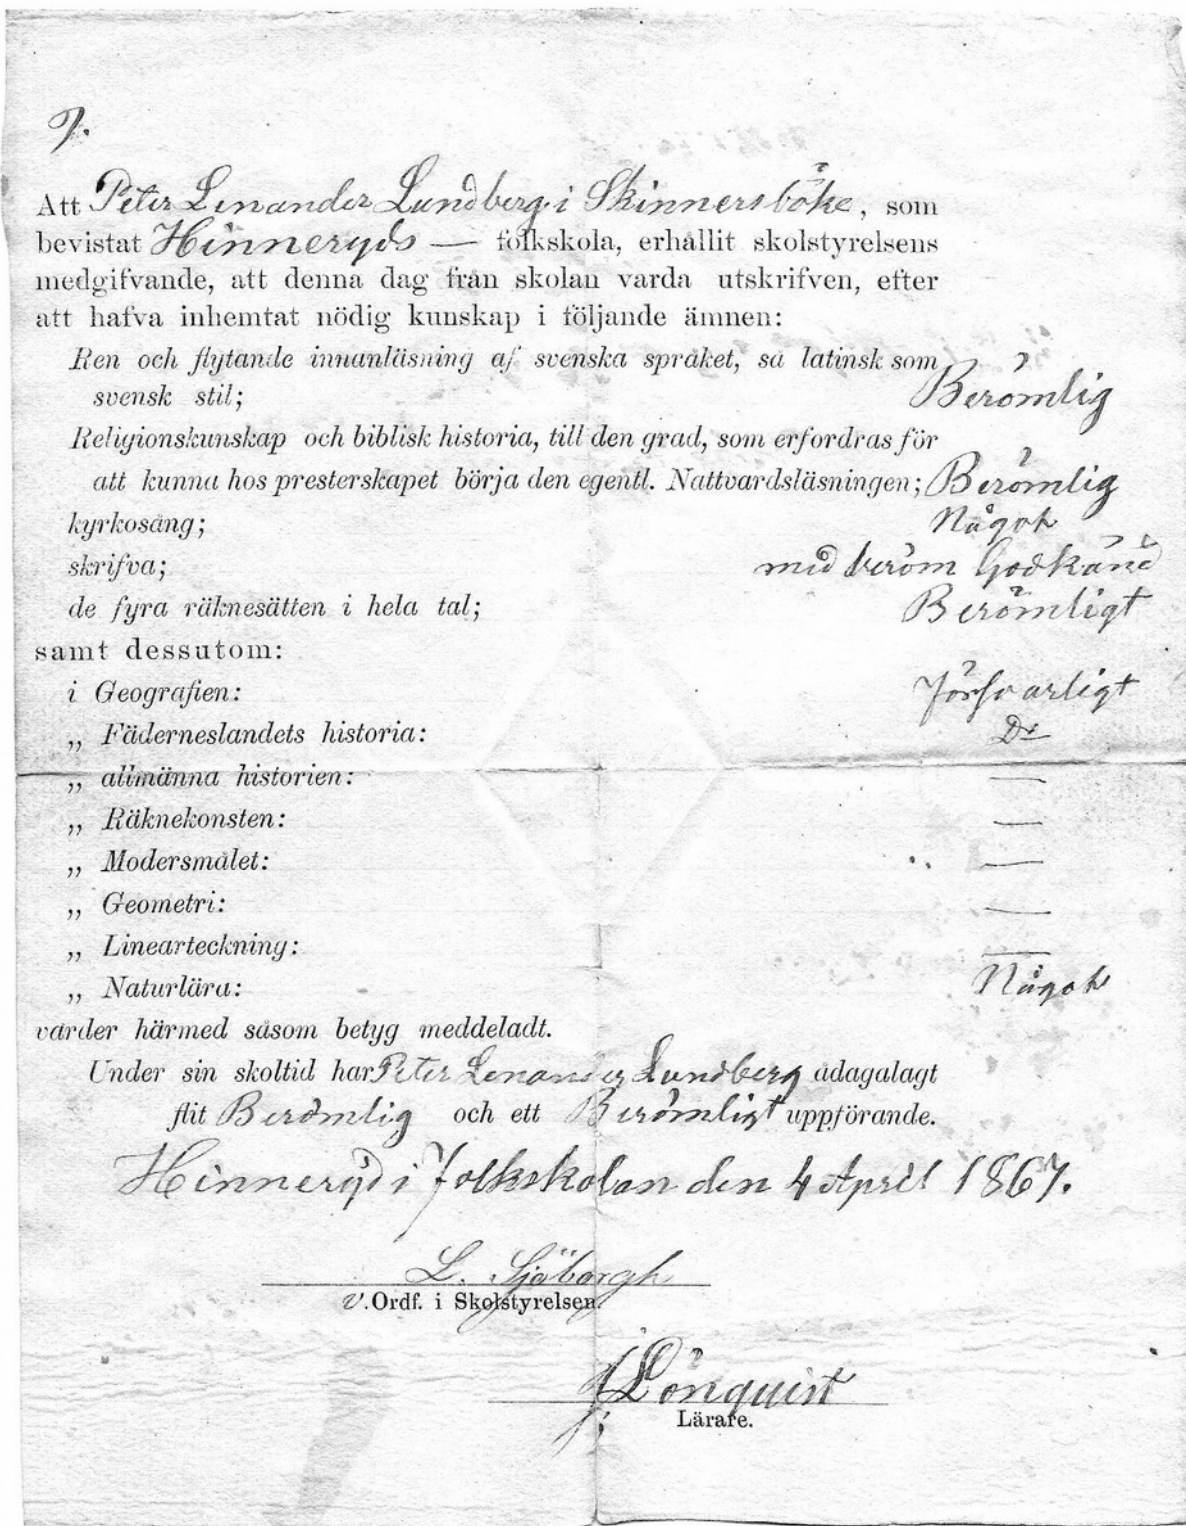 Att Peter Lenander Lundberg i Skinnersböke, som
bevistat Hinneryds — folkskola, erhållit skolstyrelsens
medgifvande, att denna dag från skolan varda utskrifven, efter
att hafva inhemtat nödig kunskap i följande ämnen:
Ren och flytande innanläsning af svenska språket, så latinsk som
svensk stil; Berömlig
Religionskunskap och biblisk historia, till den grad, som erfordras för
att kunna hos presterskapet börja den egentl. Nattvardsläsningen; Berömlig
kyrkosång; Något
skrifva; med beröm Godkänd
de fyra räknesätten i hela tal; Berömligt
samt dessutom:
i Geografien: Försvarligt
„ Fäderneslandets historia: Do
„ allmänna historien: —
„ Räknekonsten: —
„ Modersmålet: —
„ Geometri: —
„ Linearteckning: —
„ Naturlära: Något
varder härmed såsom betyg meddeladt.
Under sin skoltid har Peter Lenander Lundberg ådagalagt
flit Berömlig och ett Berömligt uppförande.
Hinneryd i Folkskolan den 4 April 1867.
L. Sjöborgh
V. Ordf. i Skolstyrelsen.
Lönquist
Lärare.